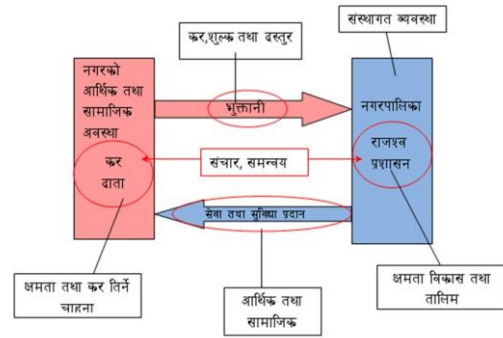 संस्थागत व्यवस्था
कर,शुल्क तथा दस्तुर
नगरको
आर्थिक तथा
सामाजिक
अवस्था
भुक्तानी
नगरपालिका
राजश्व
प्रशासन
संचार, समन्वय
कर
दाता
सेवा तथा सुविधा प्रदान
क्षमता तथा कर तिर्ने
चाहना
आर्थिक तथा
सामाजिक
क्षमता विकास तथा
तालिम